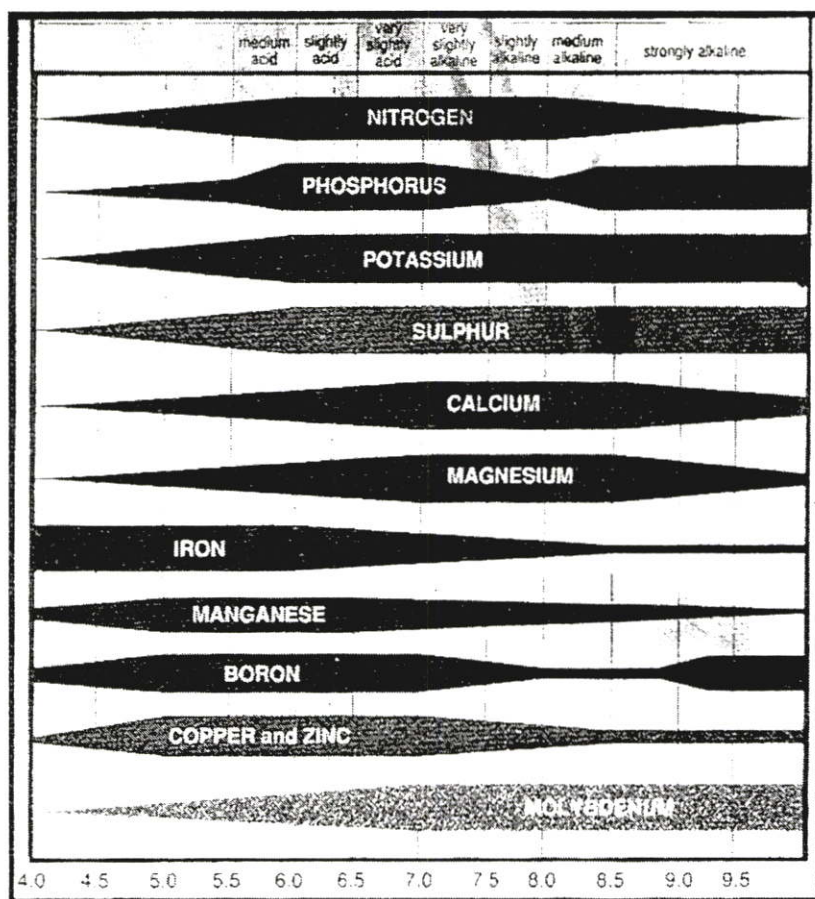 medium acid
slightly acid
very slightly acid
very slightly alkaline
slightly alkaline
medium alkaline
strongly alkaline
NITROGEN
PHOSPHORUS
POTASSIUM
SULPHUR
CALCIUM
MAGNESIUM
IRON
MANGANESE
BORON
COPPER and ZINC
MOLYBDENUM
4.0 4.5 5.0 5.5 6.0 6.5 7.0 7.5 8.0 8.5 9.0 9.5